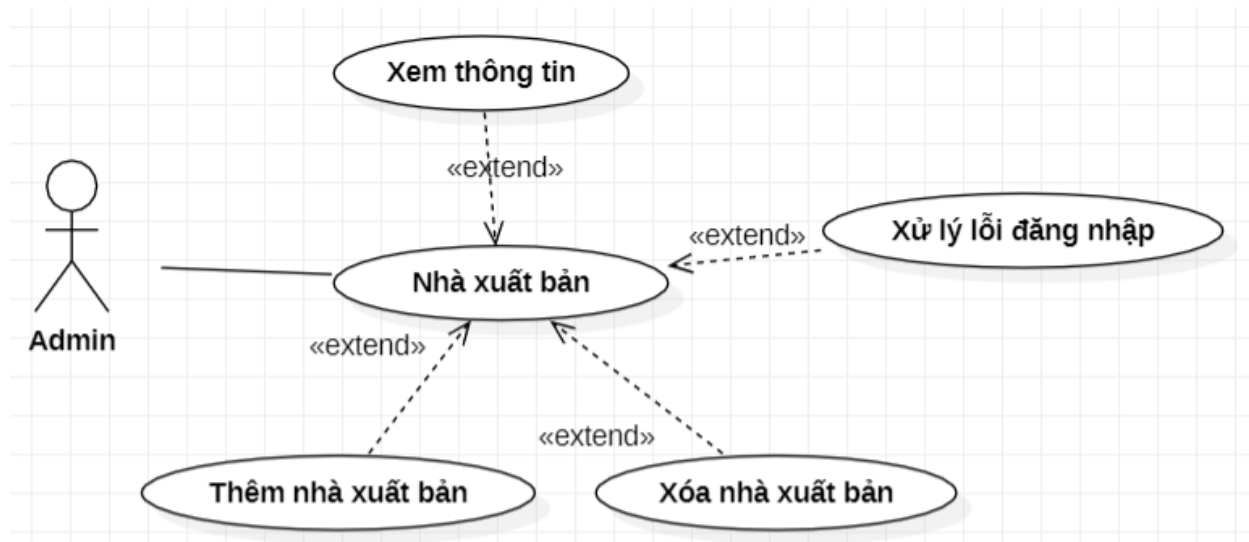 Xem thông tin
«extend»
Xử lý lỗi đăng nhập
«extend»
Nhà xuất bản
Admin
«extend»
«extend»
Thêm nhà xuất bản
Xóa nhà xuất bản